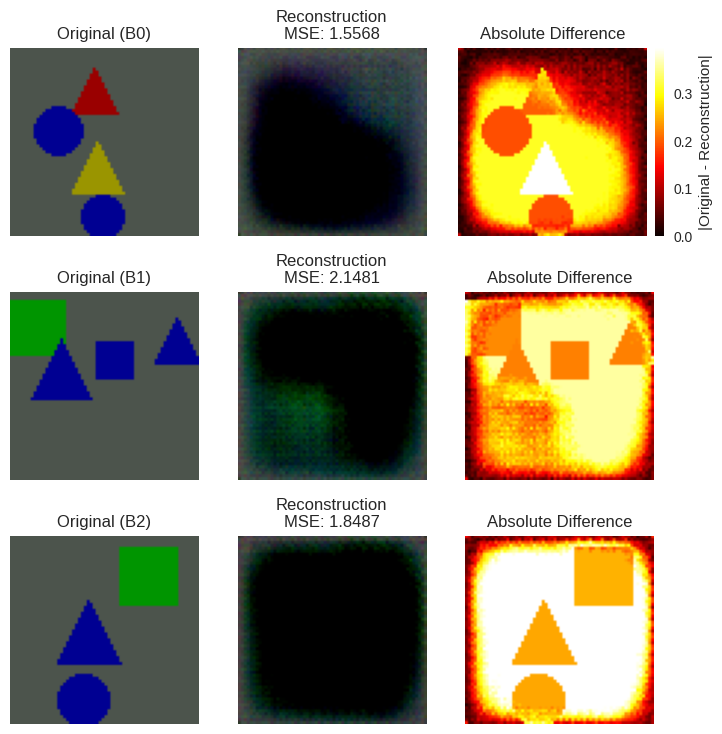 Original (B0)
Reconstruction
MSE: 1.5568
Absolute Difference
0.3
0.2
0.1
0.0
|Original - Reconstruction|
Original (B1)
Reconstruction
MSE: 2.1481
Absolute Difference
Original (B2)
Reconstruction
MSE: 1.8487
Absolute Difference